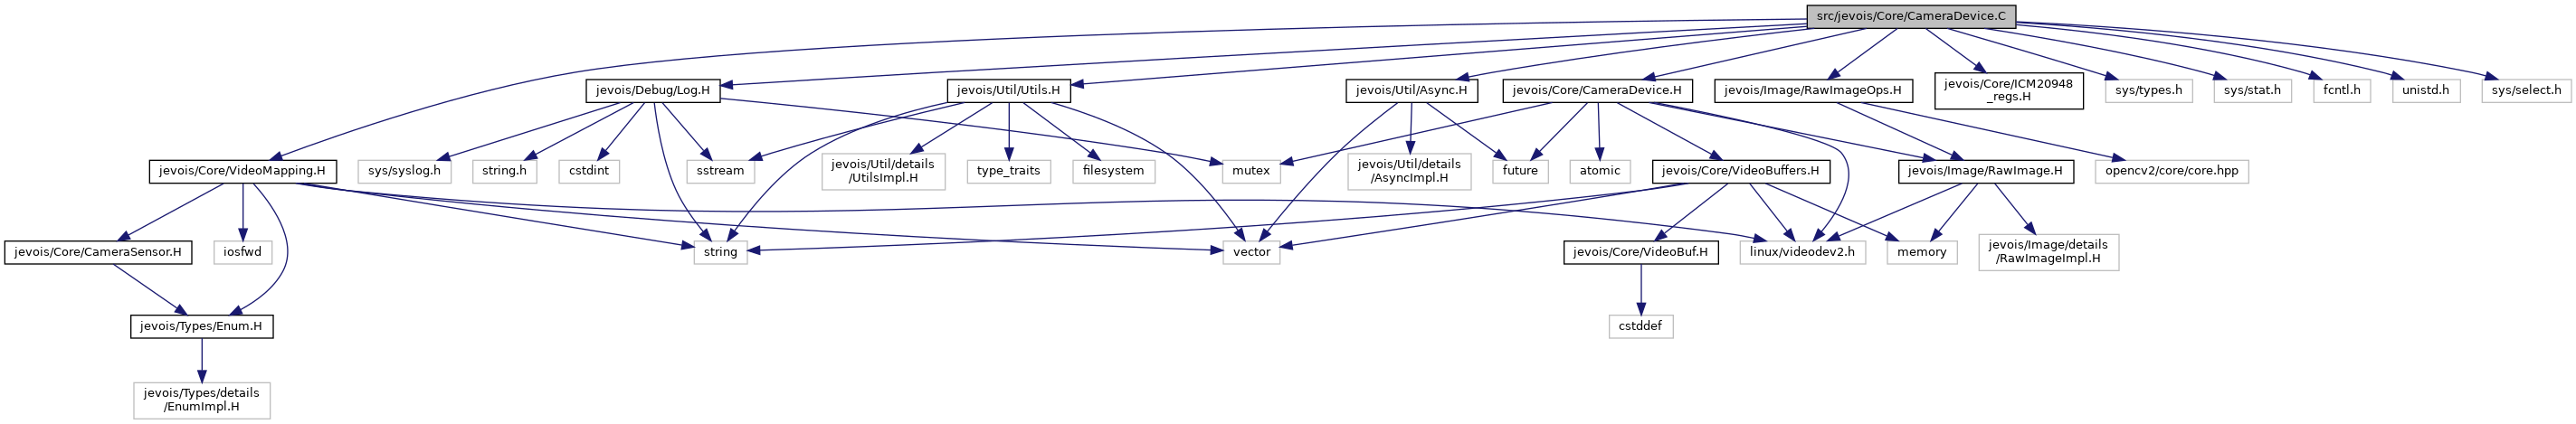 src/jevois/Core/CameraDevice.C
jevois/Debug/Log.H
jevois/Util/Utils.H
jevois/Util/Async.H
jevois/Core/CameraDevice.H
jevois/Image/RawImageOps.H
jevois/Core/ICM20948
_regs.H
sys/types.h
sys/stat.h
fcntl.h
unistd.h
sys/select.h
jevois/Core/VideoMapping.H
sys/syslog.h
string.h
cstdint
sstream
jevois/Util/details
/UtilsImpl.H
type_traits
filesystem
mutex
jevois/Util/details
/AsyncImpl.H
future
atomic
jevois/Core/VideoBuffers.H
jevois/Image/RawImage.H
opencv2/core/core.hpp
jevois/Core/CameraSensor.H
iosfwd
string
vector
jevois/Core/VideoBuf.H
linux/videodev2.h
memory
jevois/Image/details
/RawImageImpl.H
jevois/Types/Enum.H
cstddef
jevois/Types/details
/EnumImpl.H